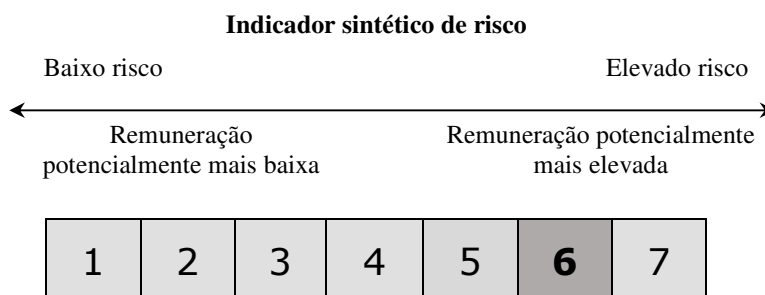 Indicador sintético de risco
Baixo risco Elevado risco
Remuneração potencialmente mais baixa
Remuneração potencialmente mais elevada
1 2 3 4 5 6 7